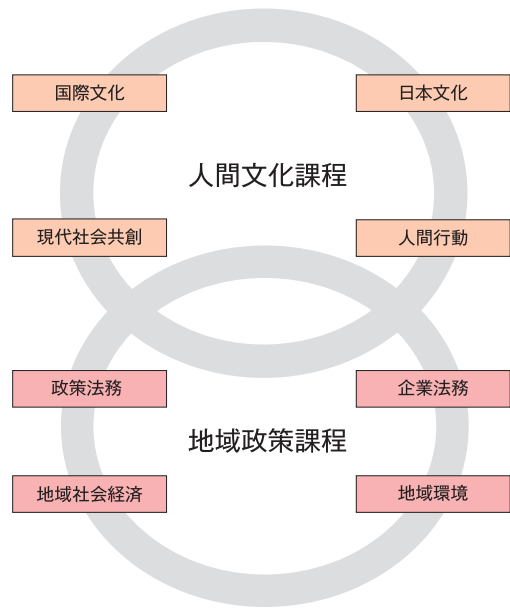 国際文化
日本文化
人間文化課程
現代社会共創
人間行動
政策法務
企業法務
地域政策課程
地域社会経済
地域環境